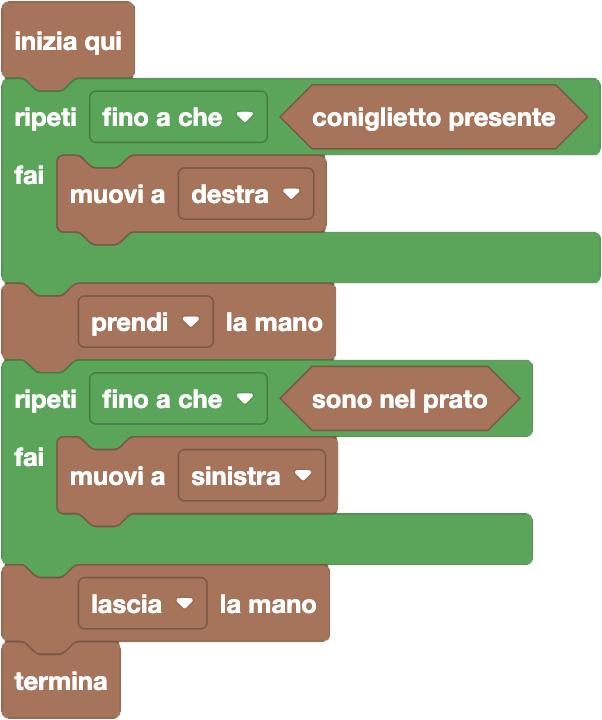 inizia qui
ripeti fino a che coniglietto presente
fai muovi a destra
prendi la mano
ripeti fino a che sono nel prato
fai muovi a sinistra
lascia la mano
termina